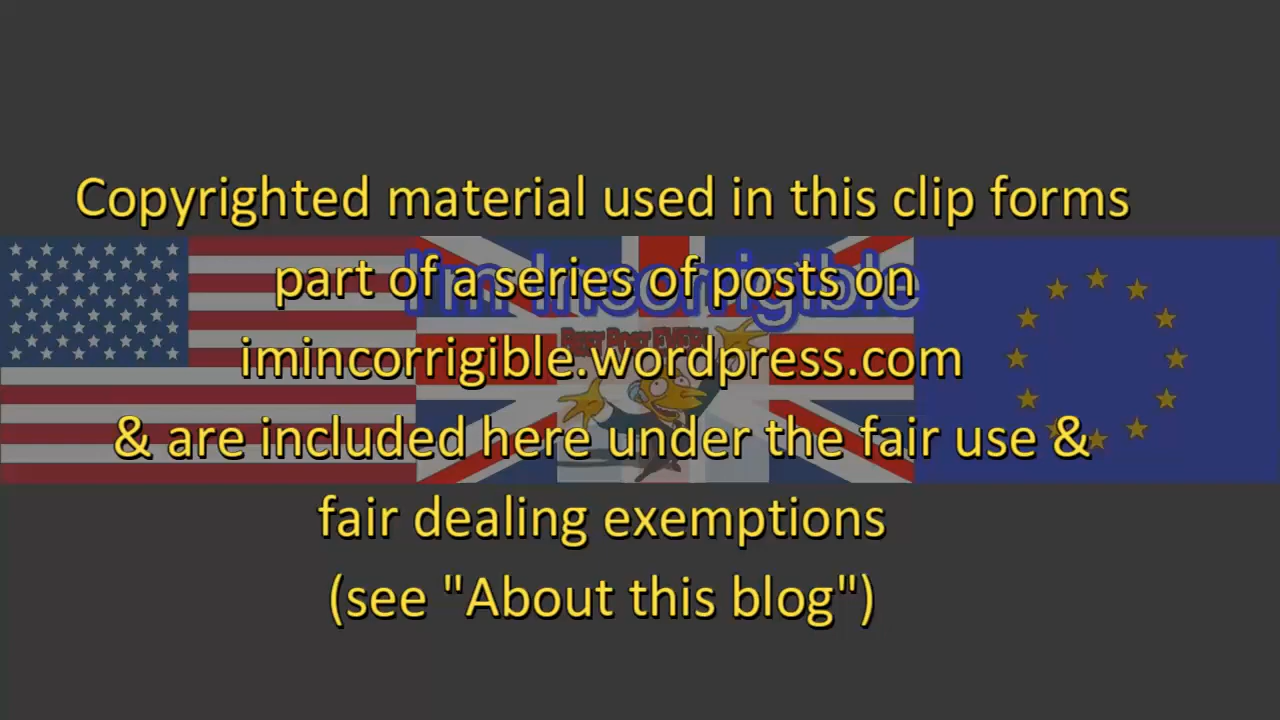 Copyrighted material used in this clip forms
part of a series of posts on
I'm Incorrigible
imincorrigible.wordpress.com
& are included here under the fair use &
fair dealing exemptions
(see "About this blog")